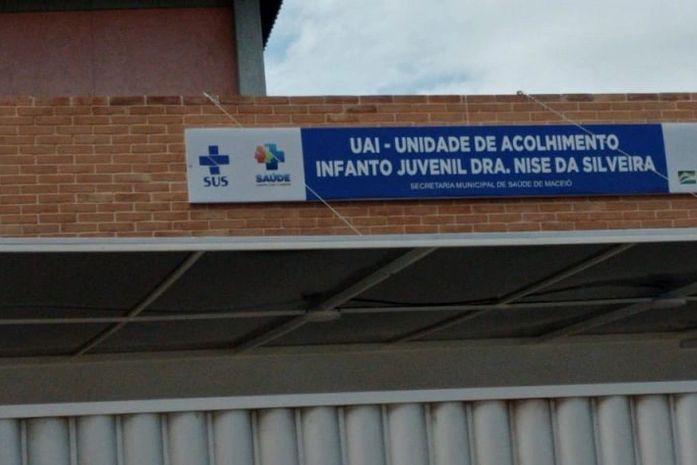 UAI - UNIDADE DE ACOLHIMENTO
INFANTO JUVENIL DRA. NISE DA SILVEIRA
SECRETARIA MUNICIPAL DE SAÚDE DE MACEIÓ
SUS
SAÚDE